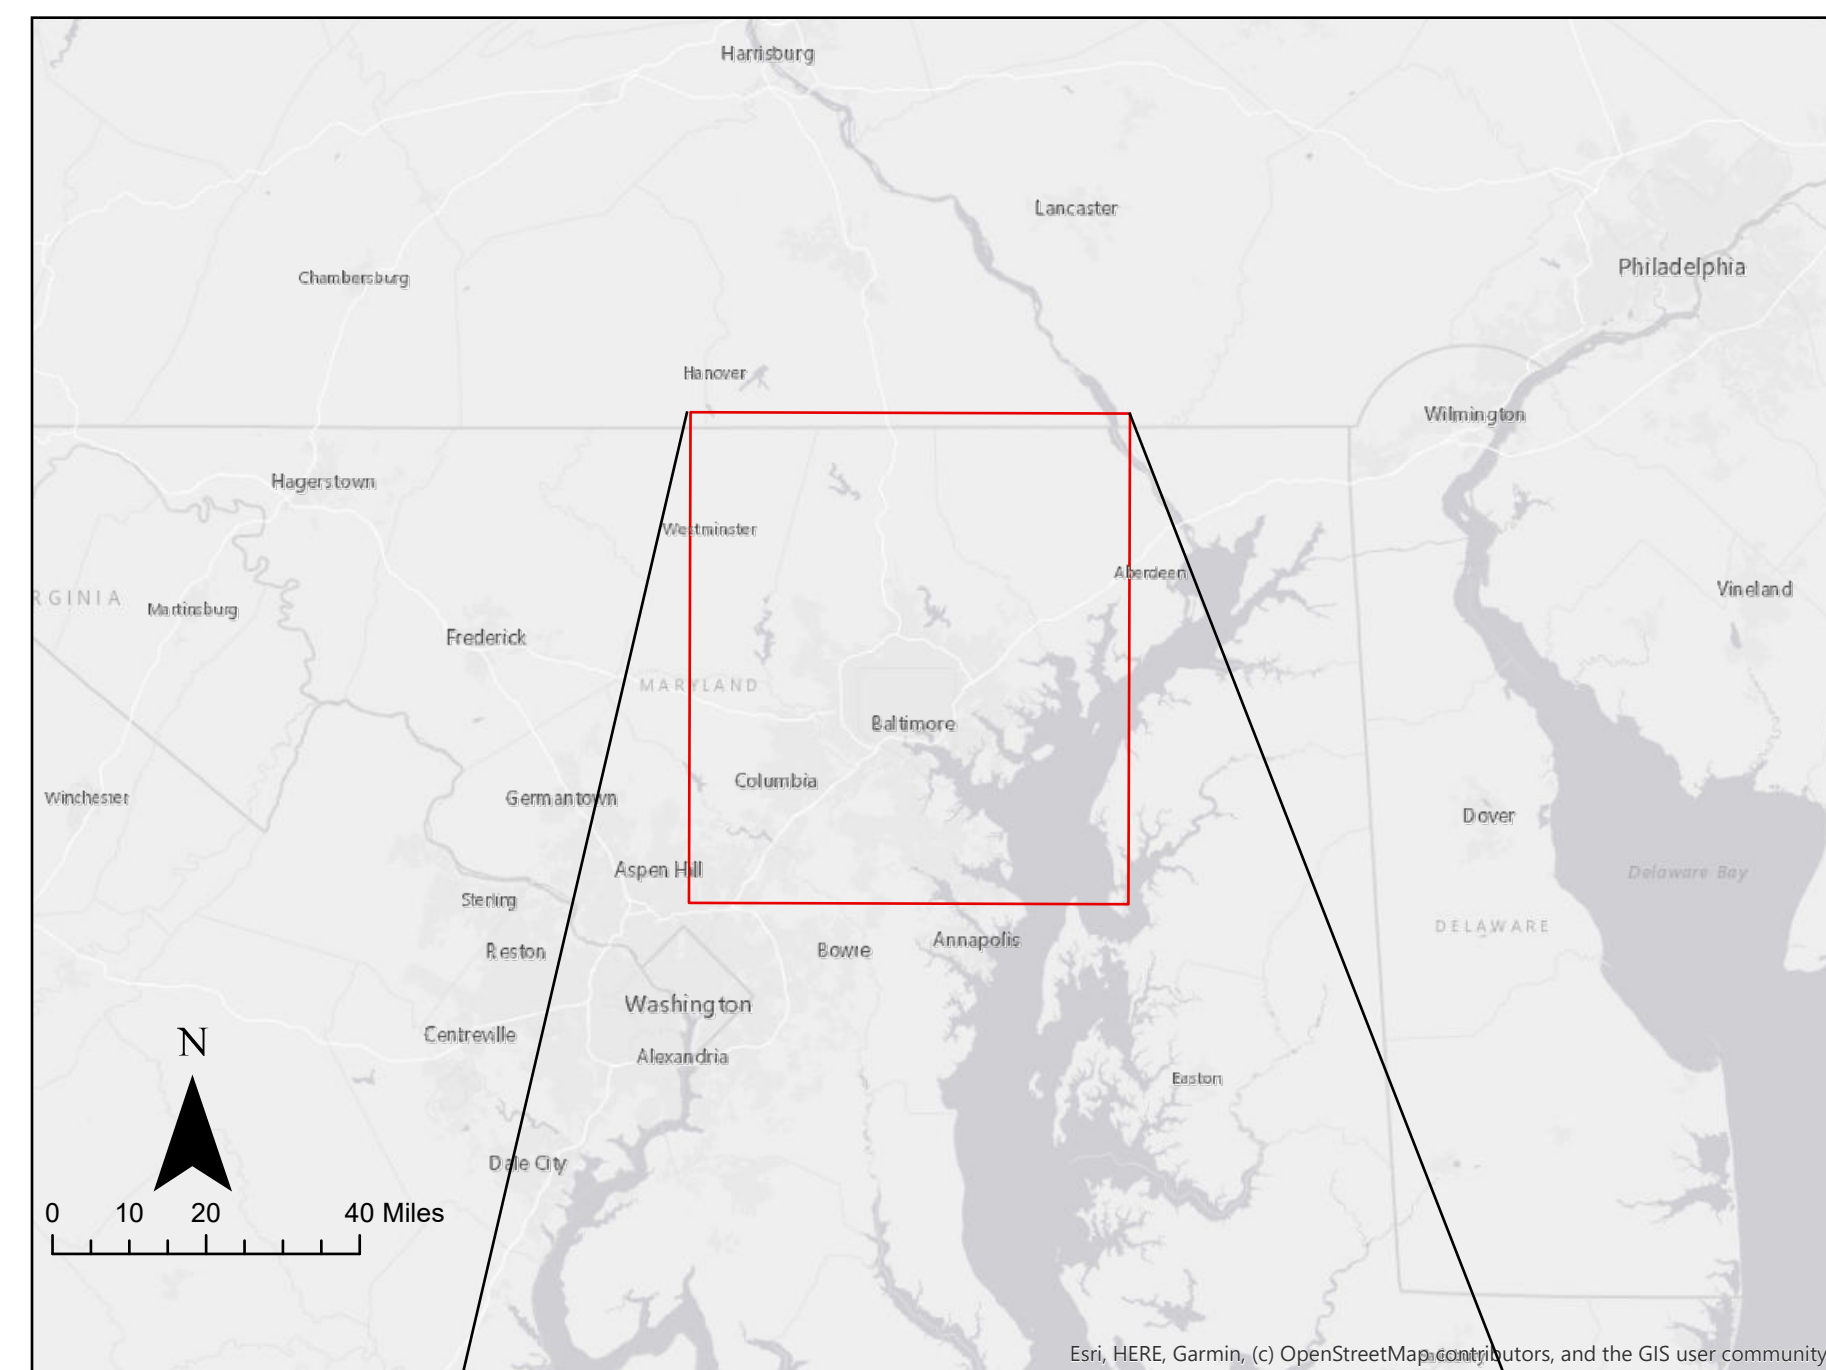 Harrisburg
Lancaster
Philadelphia
Chambersburg
Hanover
Wilmington
Hagerstown
Westminster
Aberdeen
Vineland
RGINIA
Martinsburg
Frederick
MARYLAND
Baltimore
Columbia
Winchester
Germantown
Dover
Aspen Hill
Delaware Bay
Sterling
DELAWARE
Reston
Bowie
Annapolis
Washington
N
Centreville
Alexandria
Easton
Dale City
0 10 20 40 Miles
Esri, HERE, Garmin, (c) OpenStreetMap contributors, and the GIS user community